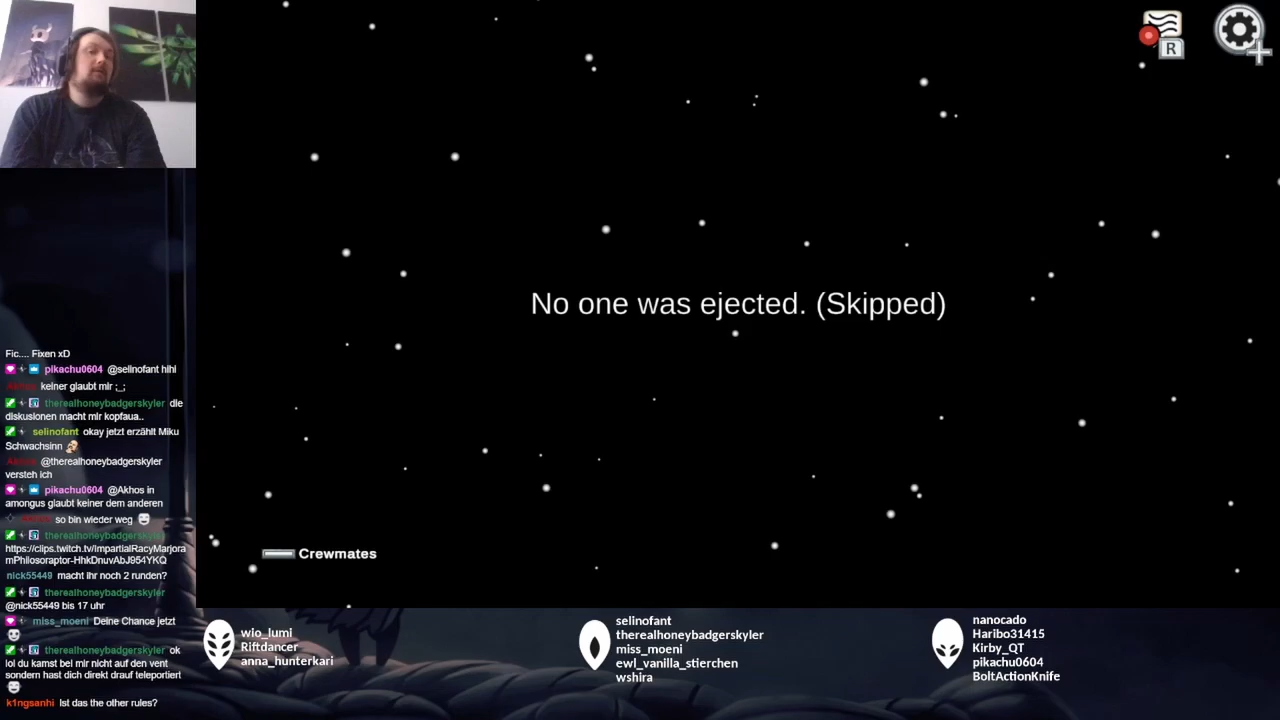 R
No one was ejected. (Skipped)
Crewmates
Fic.... Fixen xD
pikachu0604 @selinofant hihi
keiner glaubt mir ;_;
therealhoneybadgerskyler die
diskusionen macht mir kopfaua..
selinofant okay jetzt erzählt Miku
Schwachsinn
@therealhoneybadgerskyler
versteh ich
pikachu0604 @Akhos in
amongus glaubt keiner dem anderen
so bin wieder weg
therealhoneybadgerskyler
https://clips.twitch.tv/ImpartialRacyMarjora
mPhilosoraptor-HhkDnuvAbJ954YKQ
nick55449 macht ihr noch 2 runden?
therealhoneybadgerskyler
@nick55449 bis 17 uhr
miss_moeni Deine Chance jetzt
therealhoneybadgerskyler ok
lol du kamst bei mir nicht auf den vent
sondern hast dich direkt drauf teleportiert
k1ngsanhi Ist das the other rules?
wio_lumi
Riftdancer
anna_hunterkari
selinofant
therealhoneybadgerskyler
miss_moeni
ewl_vanilla_stierchen
wshira
nanocado
Haribo31415
Kirby_QT
pikachu0604
BoltActionKnife